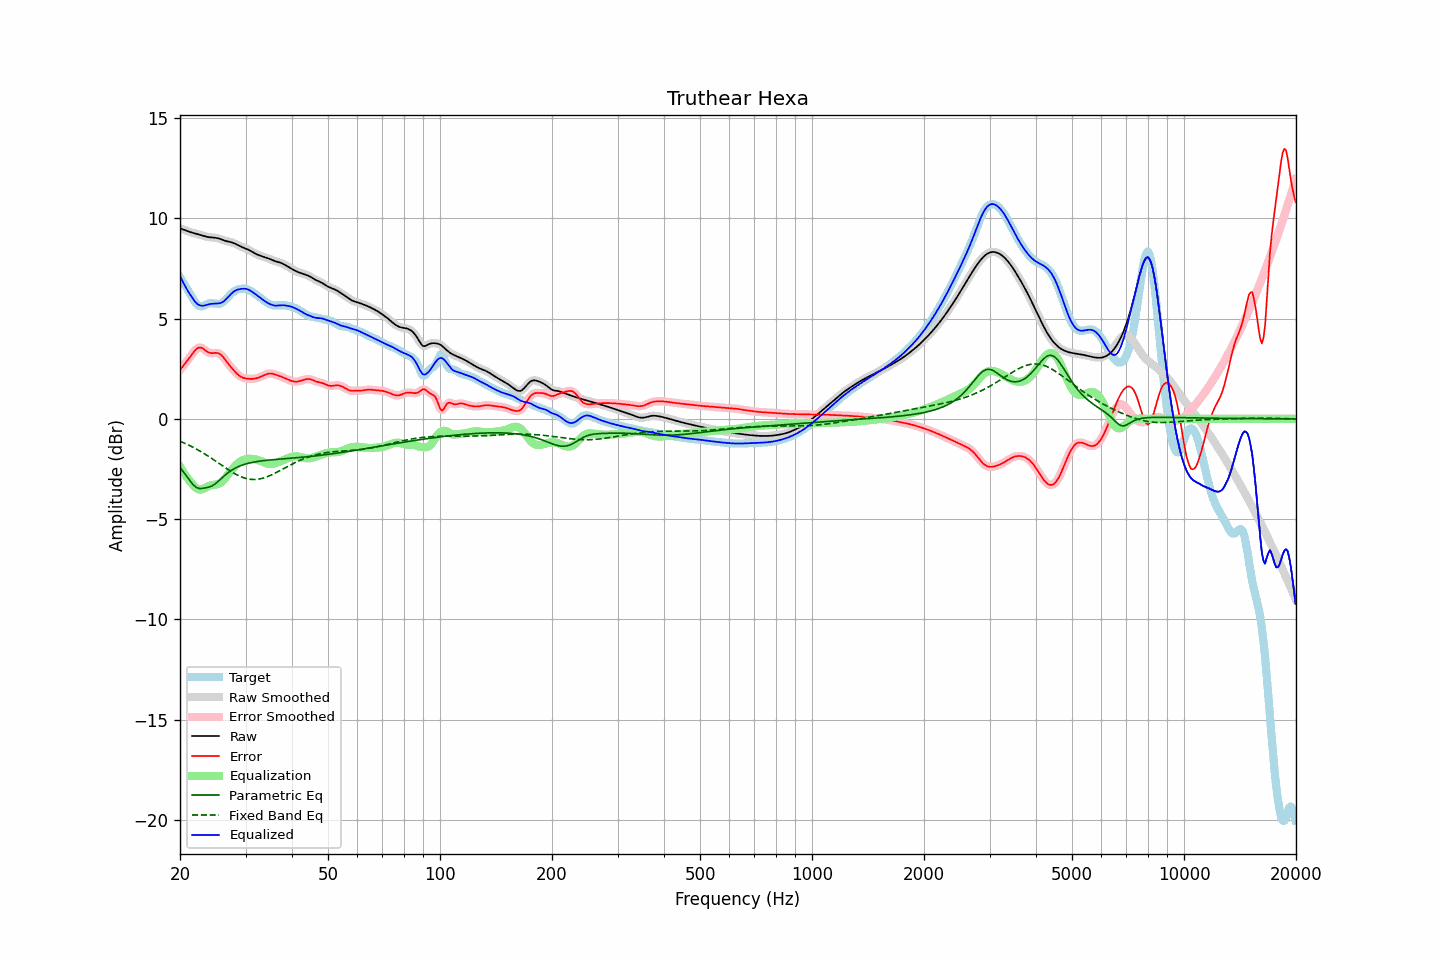 Truthear Hexa
Amplitude (dBr)
15
10
5
0
−5
−10
−15
−20
Target
Raw Smoothed
Error Smoothed
Raw
Error
Equalization
Parametric Eq
Fixed Band Eq
Equalized
20 50 100 200 500 1000 2000 5000 10000 20000
Frequency (Hz)